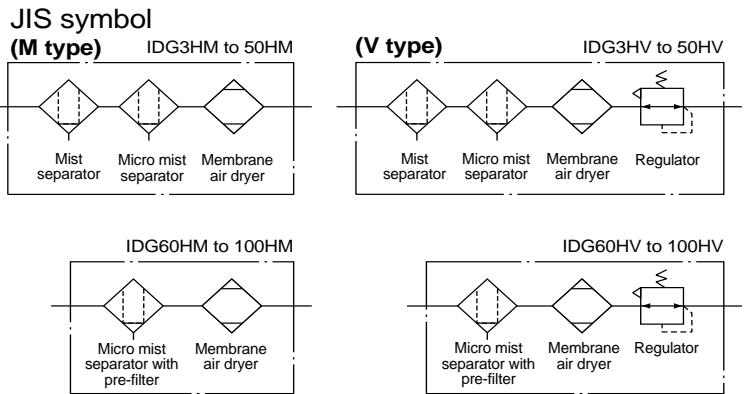 JIS symbol
(M type) IDG3HM to 50HM
Mist separator
Micro mist separator
Membrane air dryer
(V type) IDG3HV to 50HV
Mist separator
Micro mist separator
Membrane air dryer
Regulator
IDG60HM to 100HM
Micro mist separator with pre-filter
Membrane air dryer
IDG60HV to 100HV
Micro mist separator with pre-filter
Membrane air dryer
Regulator